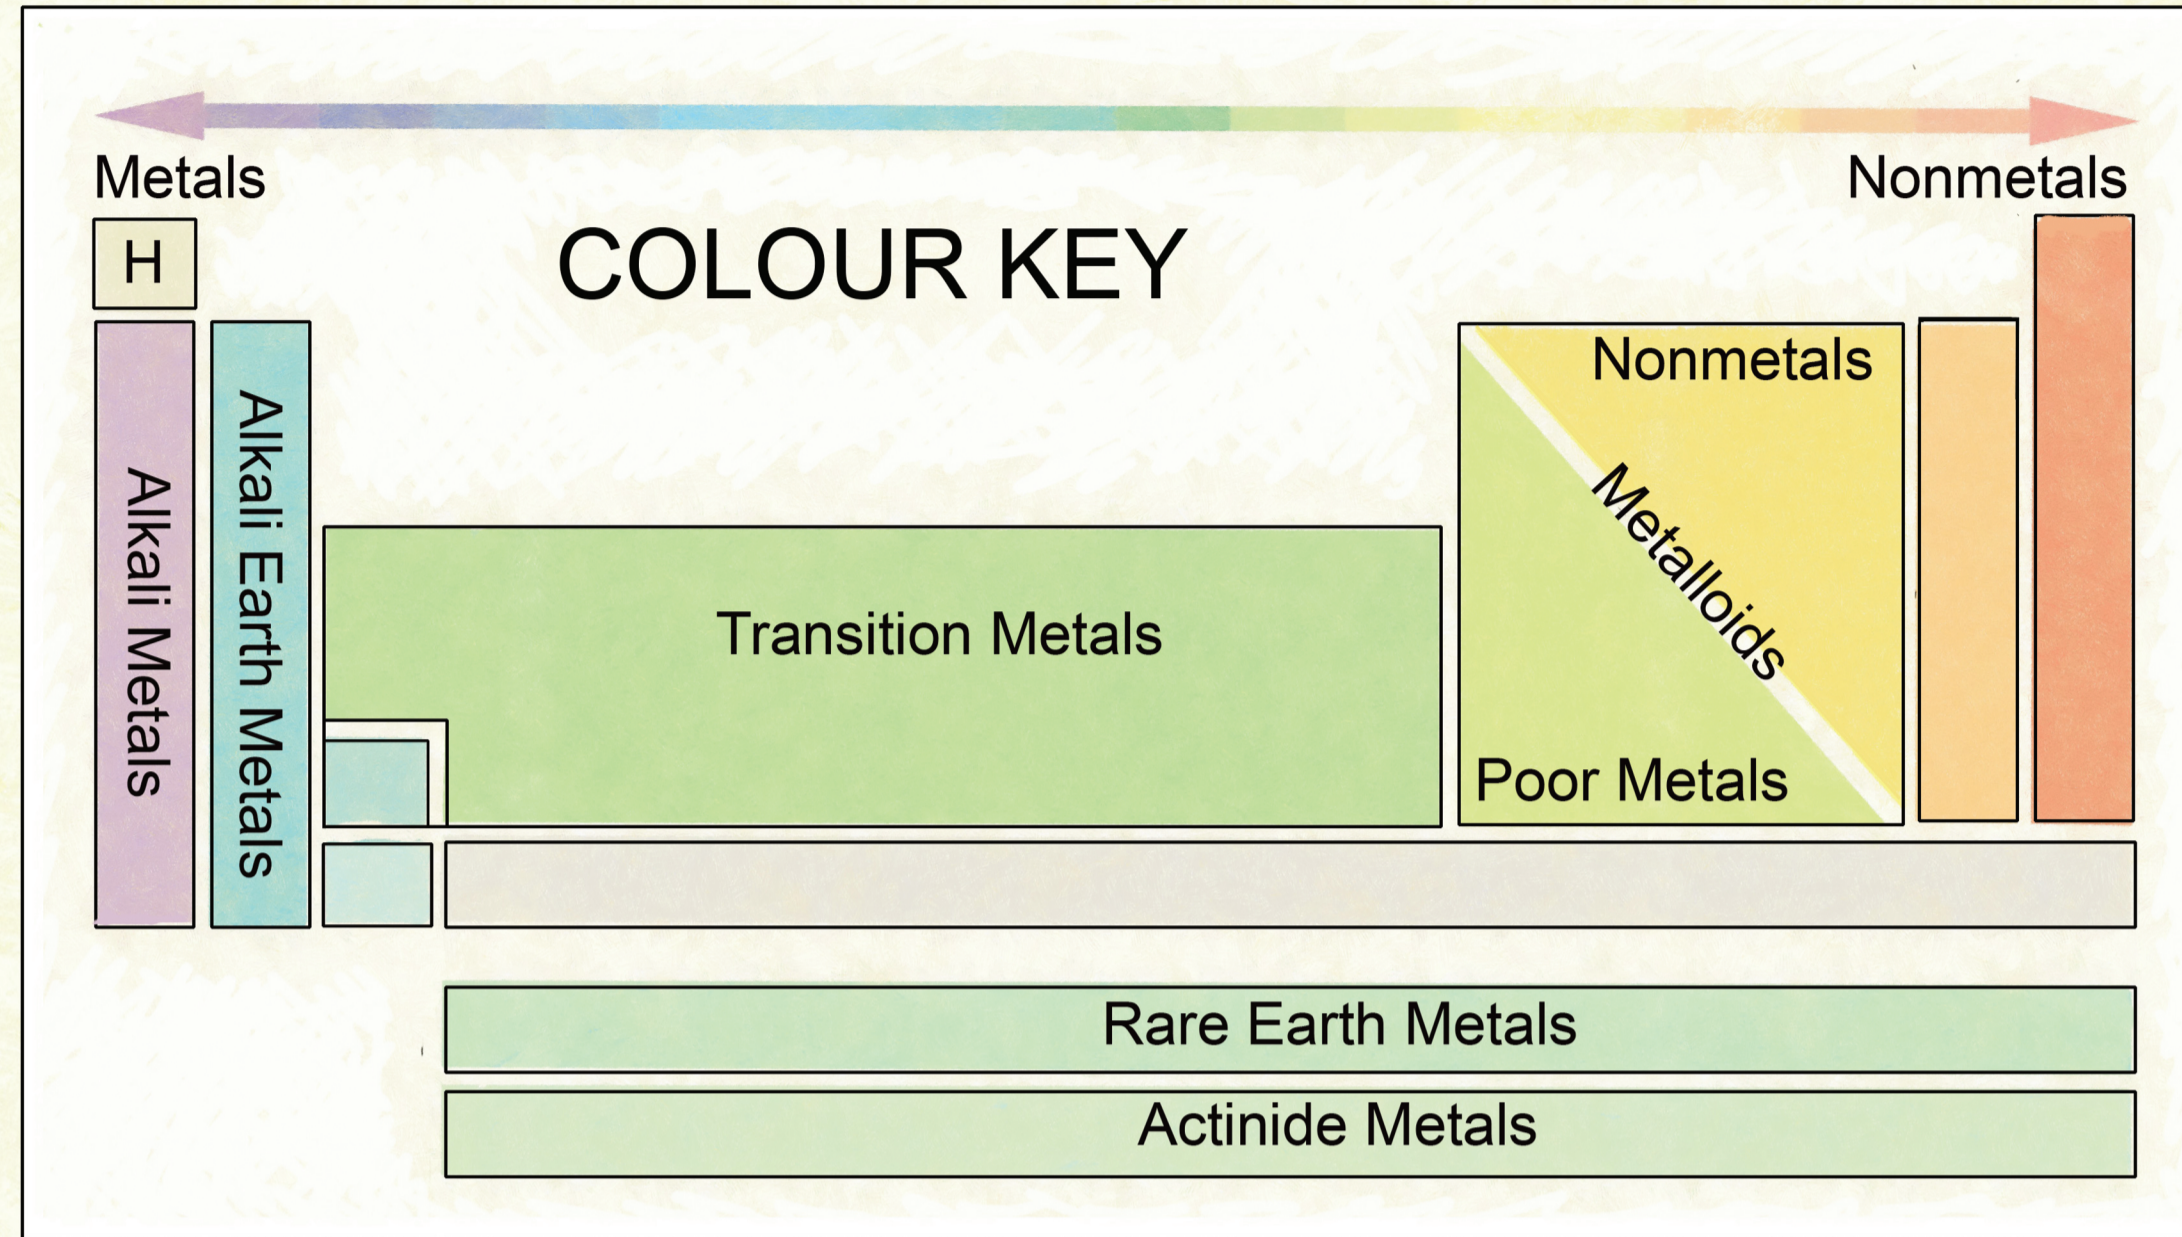 Metals
Nonmetals
H
COLOUR KEY
Alkali Metals
Alkali Earth Metals
Transition Metals
Nonmetals
Metalloids
Poor Metals
Rare Earth Metals
Actinide Metals